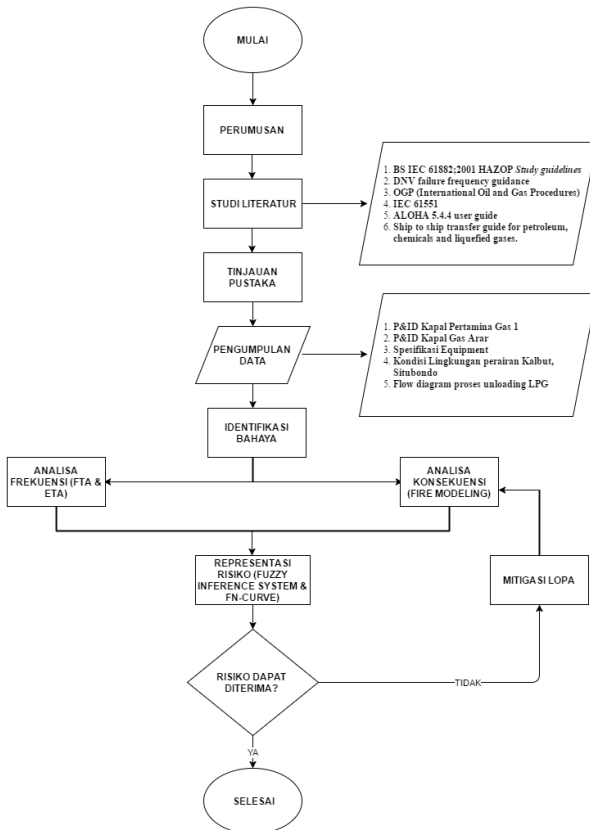 MULAI
PERUMUSAN
STUDI LITERATUR
1. BS IEC 61882;2001 HAZOP Study guidelines
2. DNV failure frequency guidance
3. OGP (International Oil and Gas Procedures)
4. IEC 61551
5. ALOHA 5.4.4 user guide
6. Ship to ship transfer guide for petroleum,
chemicals and liquefied gases.
TINJAUAN
PUSTAKA
PENGUMPULAN
DATA
1. P&ID Kapal Pertamina Gas 1
2. P&ID Kapal Gas Arar
3. Spesifikasi Equipment
4. Kondisi Lingkungan perairan Kalbut,
Situbondo
5. Flow diagram proses unloading LPG
IDENTIFIKASI
BAHAYA
ANALISA
FREKUENSI (FTA &
ETA)
ANALISA
KONSEKUENSI
(FIRE MODELING)
REPRESENTASI
RISIKO (FUZZY
INFERENCE SYSTEM &
FN-CURVE)
MITIGASI LOPA
RISIKO DAPAT
DITERIMA?
TIDAK
YA
SELESAI